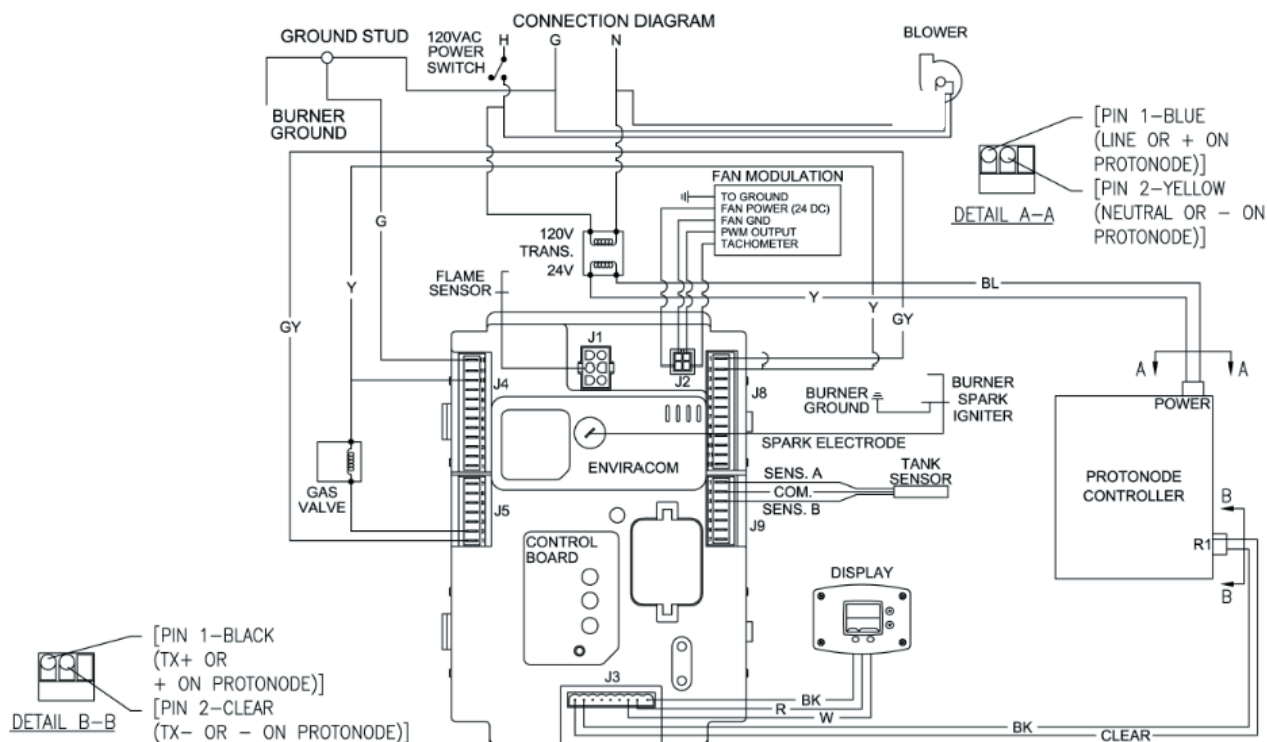 CONNECTION DIAGRAM
GROUND STUD
120VAC
POWER
SWITCH
H
G
N
BLOWER
BURNER
GROUND
[PIN 1-BLUE
(LINE OR + ON
PROTONODE)]
[PIN 2-YELLOW
(NEUTRAL OR - ON
PROTONODE)]
DETAIL A-A
FAN MODULATION
TO GROUND
FAN POWER (24 DC)
FAN GND
PWM OUTPUT
TACHOMETER
G
120V
TRANS.
24V
FLAME
SENSOR
Y
GY
BL
Y
Y
GY
J1
J2
J4
J8
A
A
POWER
BURNER
GROUND
BURNER
SPARK
IGNITER
SPARK ELECTRODE
ENVIRACOM
GAS
VALVE
SENS. A
COM.
SENS. B
TANK
SENSOR
PROTONODE
CONTROLLER
B
R1
B
J5
J9
CONTROL
BOARD
DISPLAY
J3
BK
R
W
BK
CLEAR
[PIN 1-BLACK
(TX+ OR
+ ON PROTONODE)]
[PIN 2-CLEAR
(TX- OR - ON PROTONODE)]
DETAIL B-B